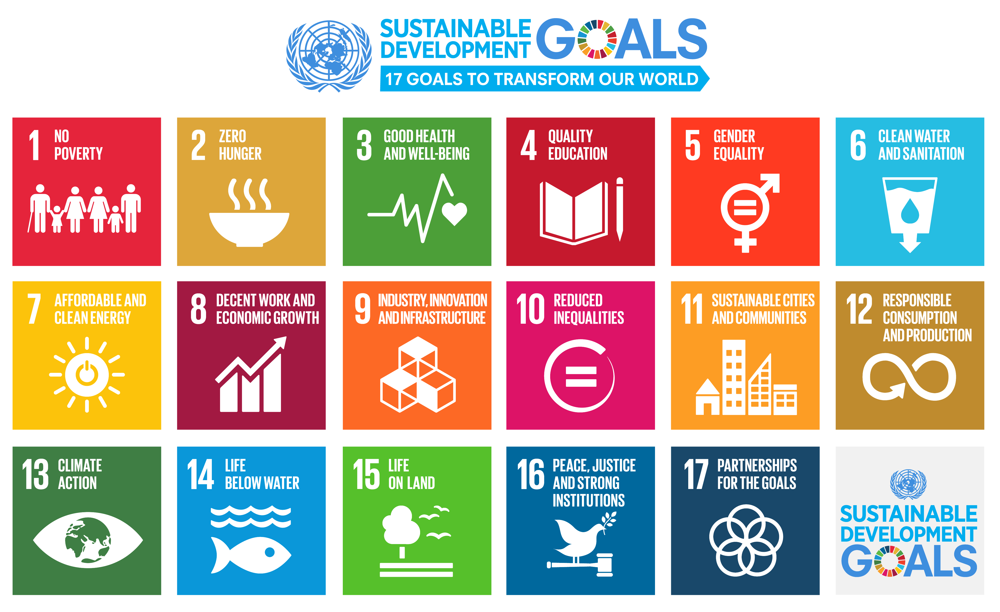 SUSTAINABLE
DEVELOPMENT
GOALS
17 GOALS TO TRANSFORM OUR WORLD
1 NO
POVERTY
2 ZERO
HUNGER
3 GOOD HEALTH
AND WELL-BEING
4 QUALITY
EDUCATION
5 GENDER
EQUALITY
6 CLEAN WATER
AND SANITATION
7 AFFORDABLE AND
CLEAN ENERGY
8 DECENT WORK AND
ECONOMIC GROWTH
9 INDUSTRY, INNOVATION
AND INFRASTRUCTURE
10 REDUCED
INEQUALITIES
11 SUSTAINABLE CITIES
AND COMMUNITIES
12 RESPONSIBLE
CONSUMPTION
AND PRODUCTION
13 CLIMATE
ACTION
14 LIFE
BELOW WATER
15 LIFE
ON LAND
16 PEACE, JUSTICE
AND STRONG
INSTITUTIONS
17 PARTNERSHIPS
FOR THE GOALS
SUSTAINABLE
DEVELOPMENT
GOALS